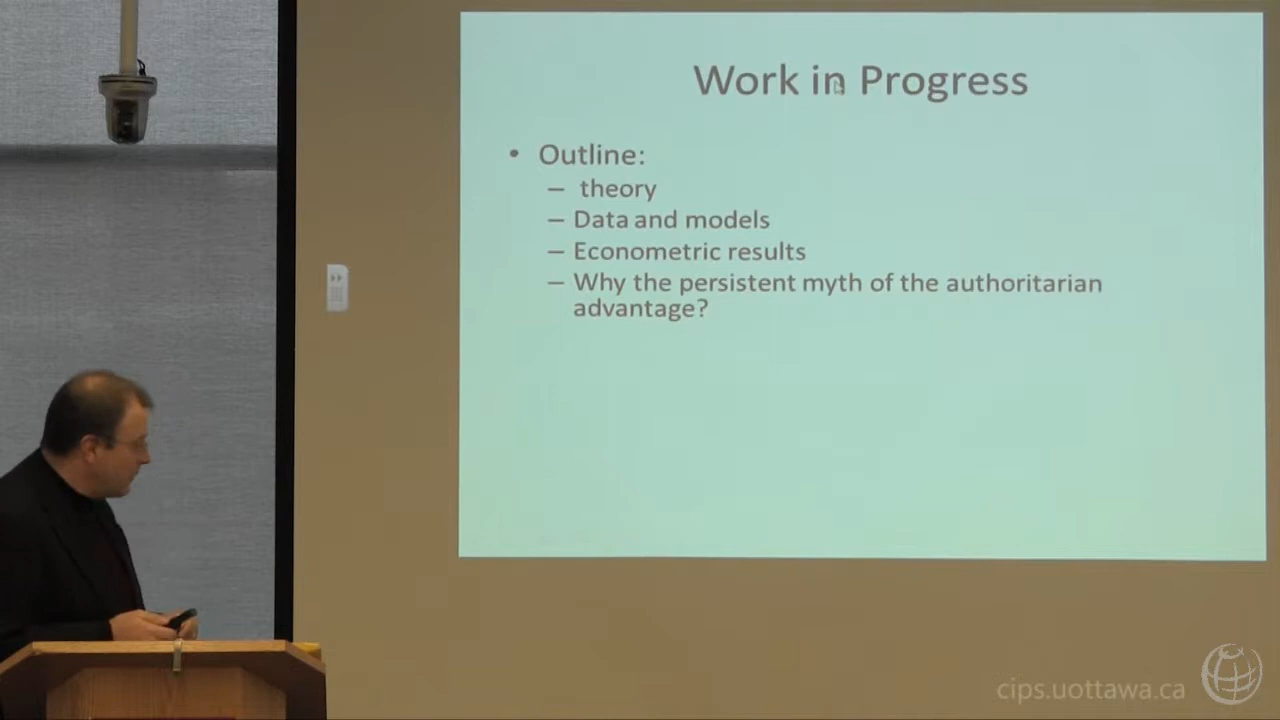 Work in Progress
• Outline:
– theory
– Data and models
– Econometric results
– Why the persistent myth of the authoritarian
advantage?
cips.uottawa.ca